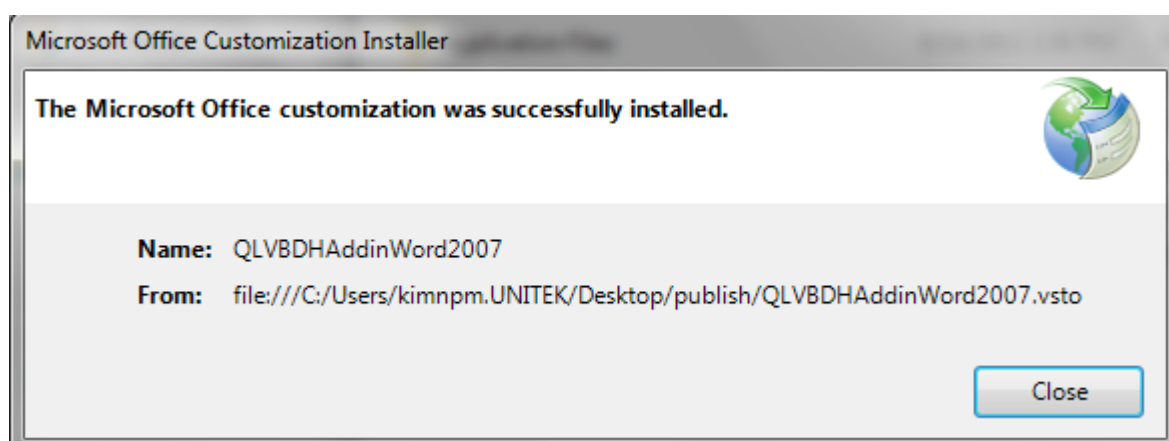 Microsoft Office Customization Installer
The Microsoft Office customization was successfully installed.
Name: QLVBDHAddinWord2007
From: file:///C:/Users/kimnpm.UNITEK/Desktop/publish/QLVBDHAddinWord2007.vsto
Close